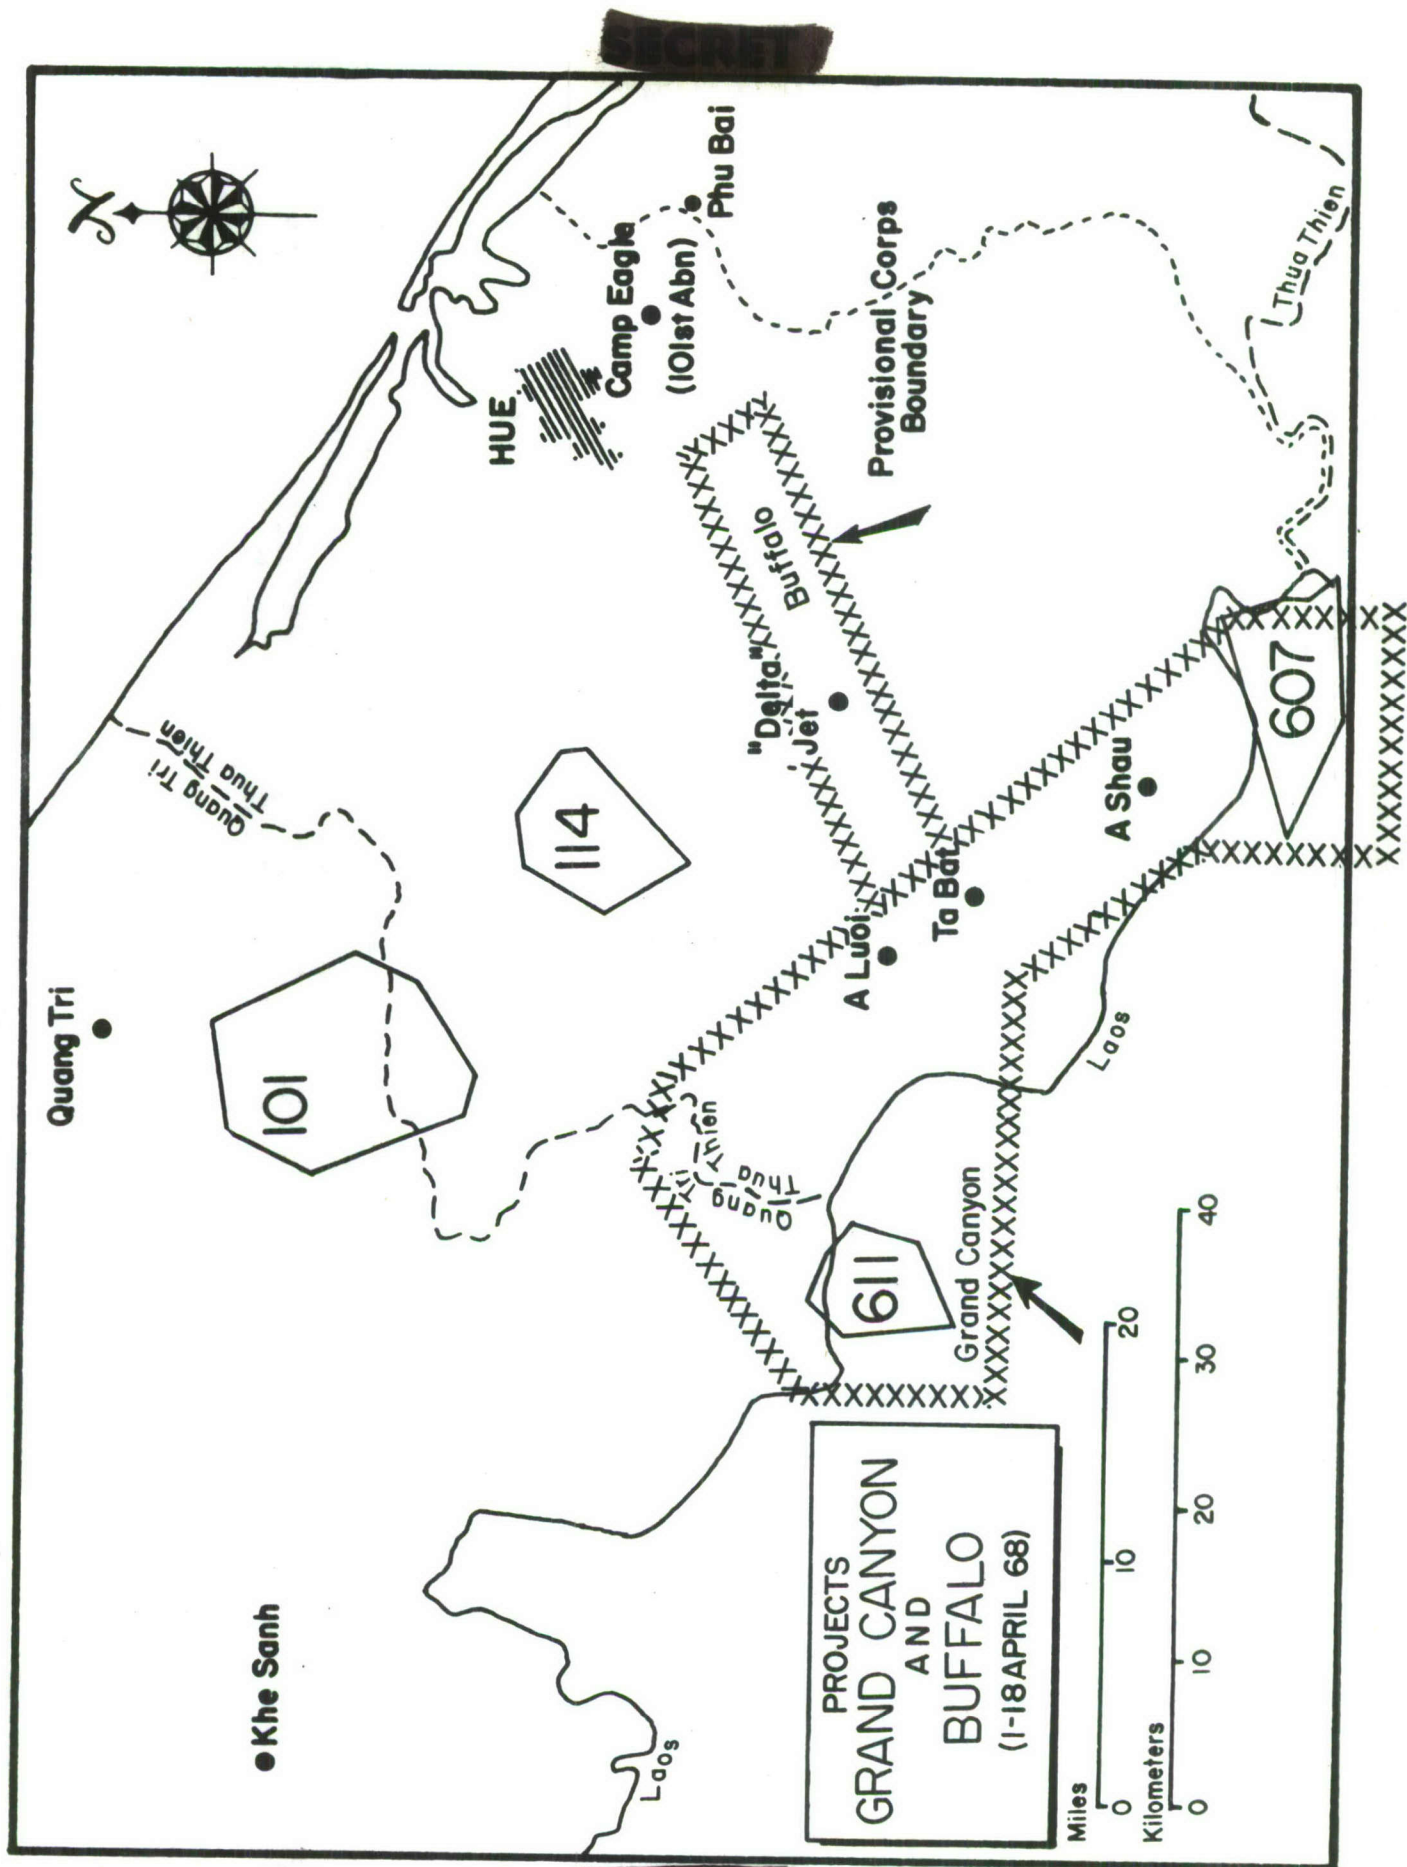 SECRET
N
Quang Tri
Khe Sanh
Quang Tri
Thua Thien
101
114
HUE
Camp Eagle
(101st Abn)
Phu Bai
"Delta"
Jet
Buffalo
Provisional Corps
Boundary
A Luoi
Ta Bat
A Shau
Quang Tri
Thua Thien
611
Grand Canyon
Laos
Laos
607
Thua Thien
PROJECTS
GRAND CANYON
AND
BUFFALO
(1-18 APRIL 68)
Miles
0 10 20
Kilometers
0 10 20 30 40